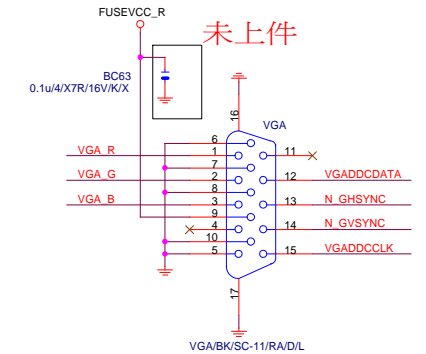 FUSEVCC_R
未上件
BC63
0.1u/4/X7R/16V/K/X
16
VGA
6
VGA_R
1
11
7
VGA_G
2
12
VGADDCDATA
8
VGA_B
3
13
N_GHSYNC
9
4
14
N_GVSYNC
10
5
15
VGADDCCLK
17
VGA/BK/SC-11/RA/D/L